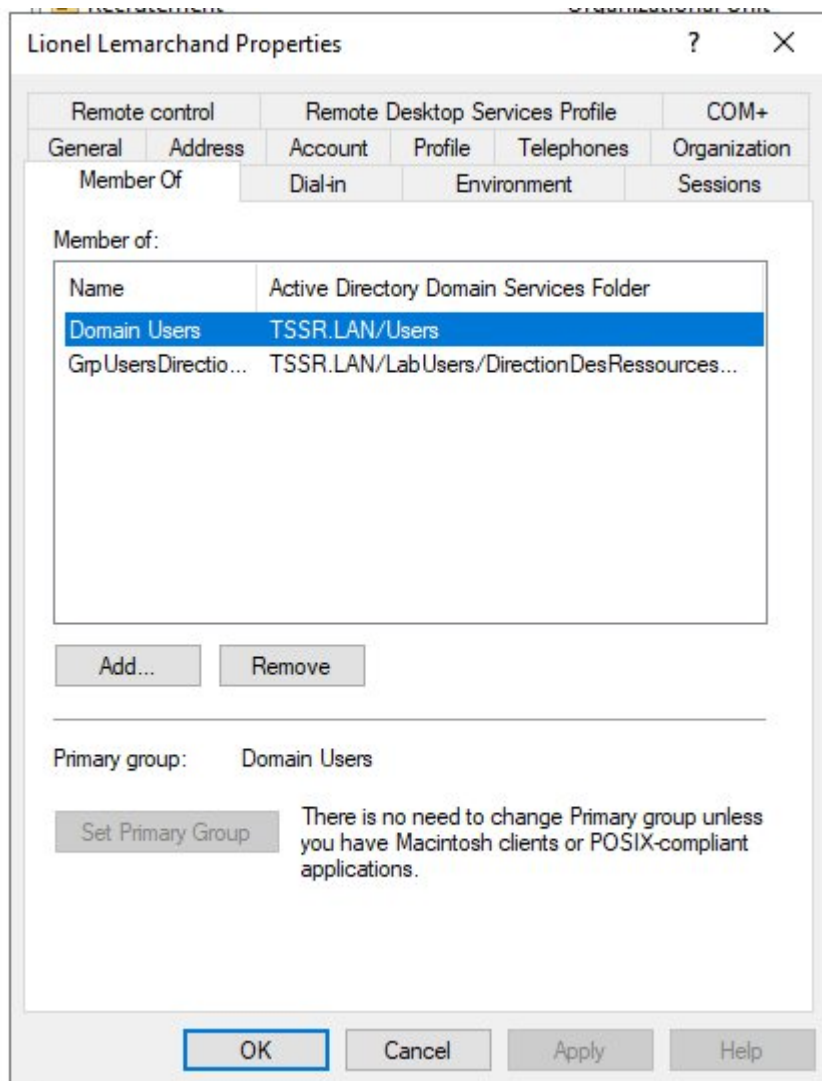 Recrutement
Lionel Lemarchand Properties ? ×
Remote control Remote Desktop Services Profile COM+
General Address Account Profile Telephones Organization
Member Of Dial-in Environment Sessions
Member of:
Name Active Directory Domain Services Folder
Domain Users TSSR.LAN/Users
GrpUsersDirectio... TSSR.LAN/LabUsers/DirectionDesRessources...
Add... Remove
Primary group: Domain Users
Set Primary Group
There is no need to change Primary group unless
you have Macintosh clients or POSIX-compliant
applications.
OK Cancel Apply Help